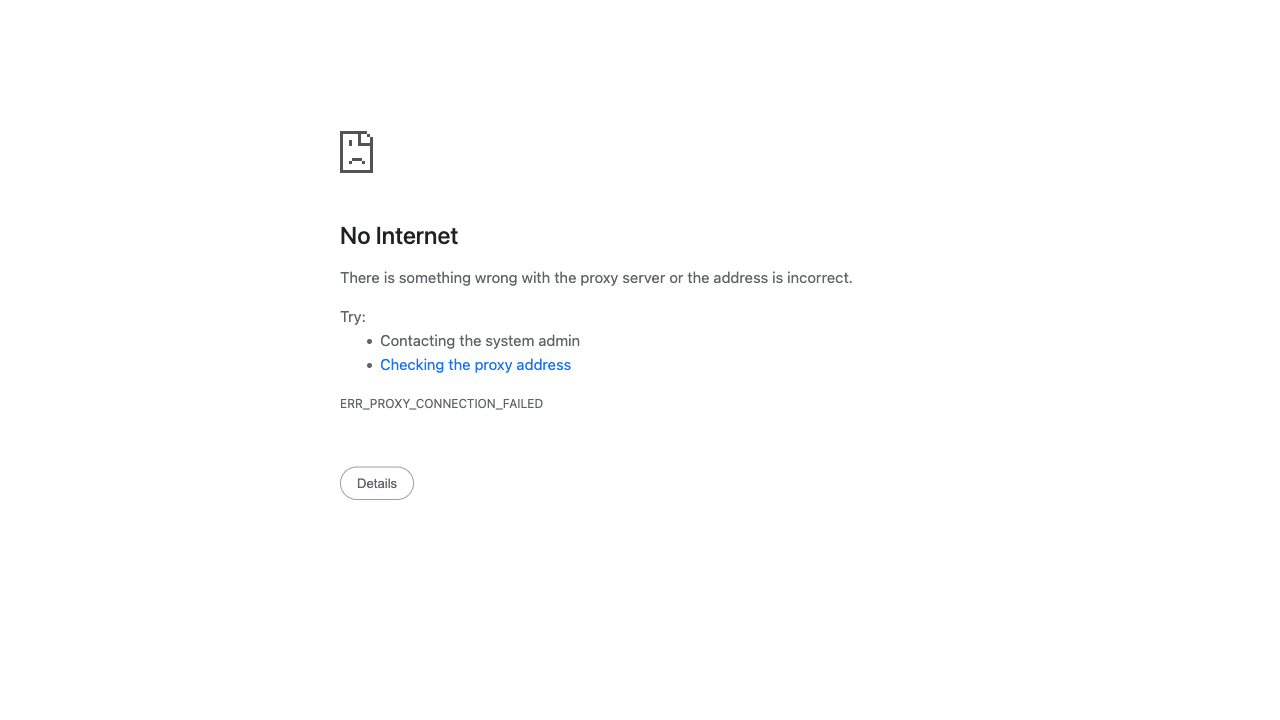 No Internet
There is something wrong with the proxy server or the address is incorrect.
Try:
Contacting the system admin
Checking the proxy address
ERR_PROXY_CONNECTION_FAILED
Details